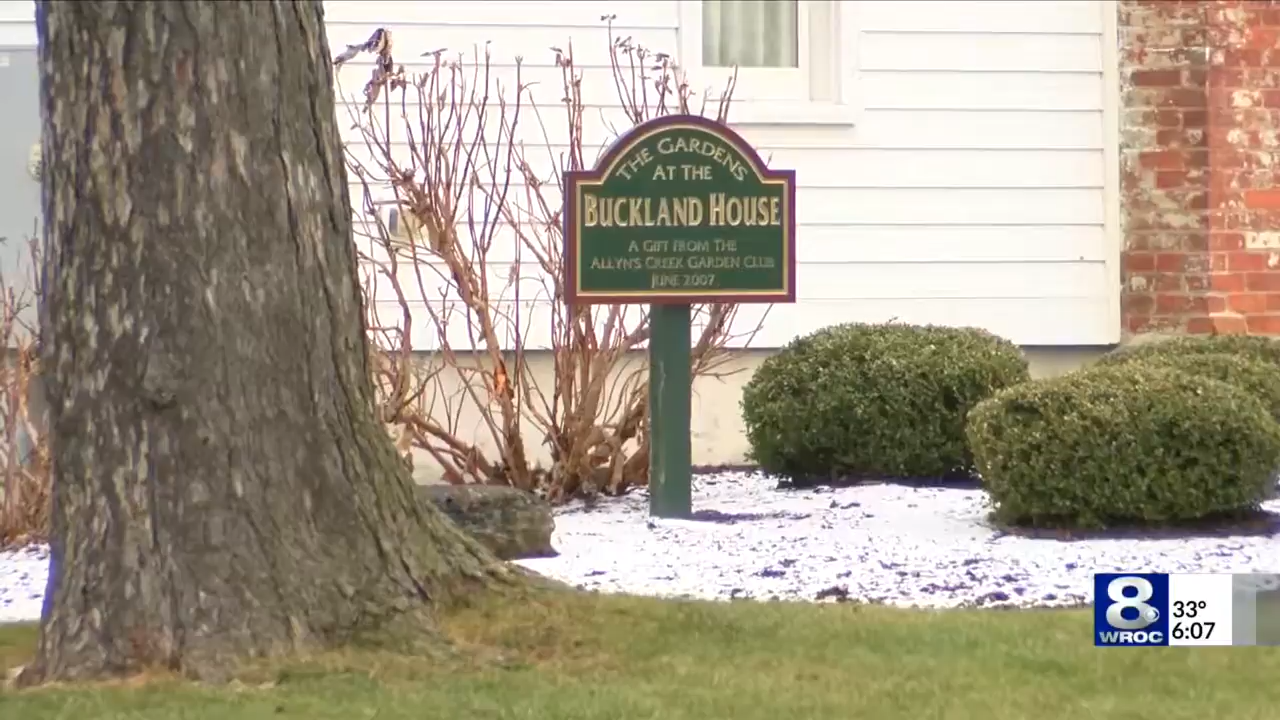 THE GARDENS
AT THE
BUCKLAND HOUSE
A GIFT FROM THE
ALLYN'S CREEK GARDEN CLUB
JUNE 2007
8
WROC
33°
6:07